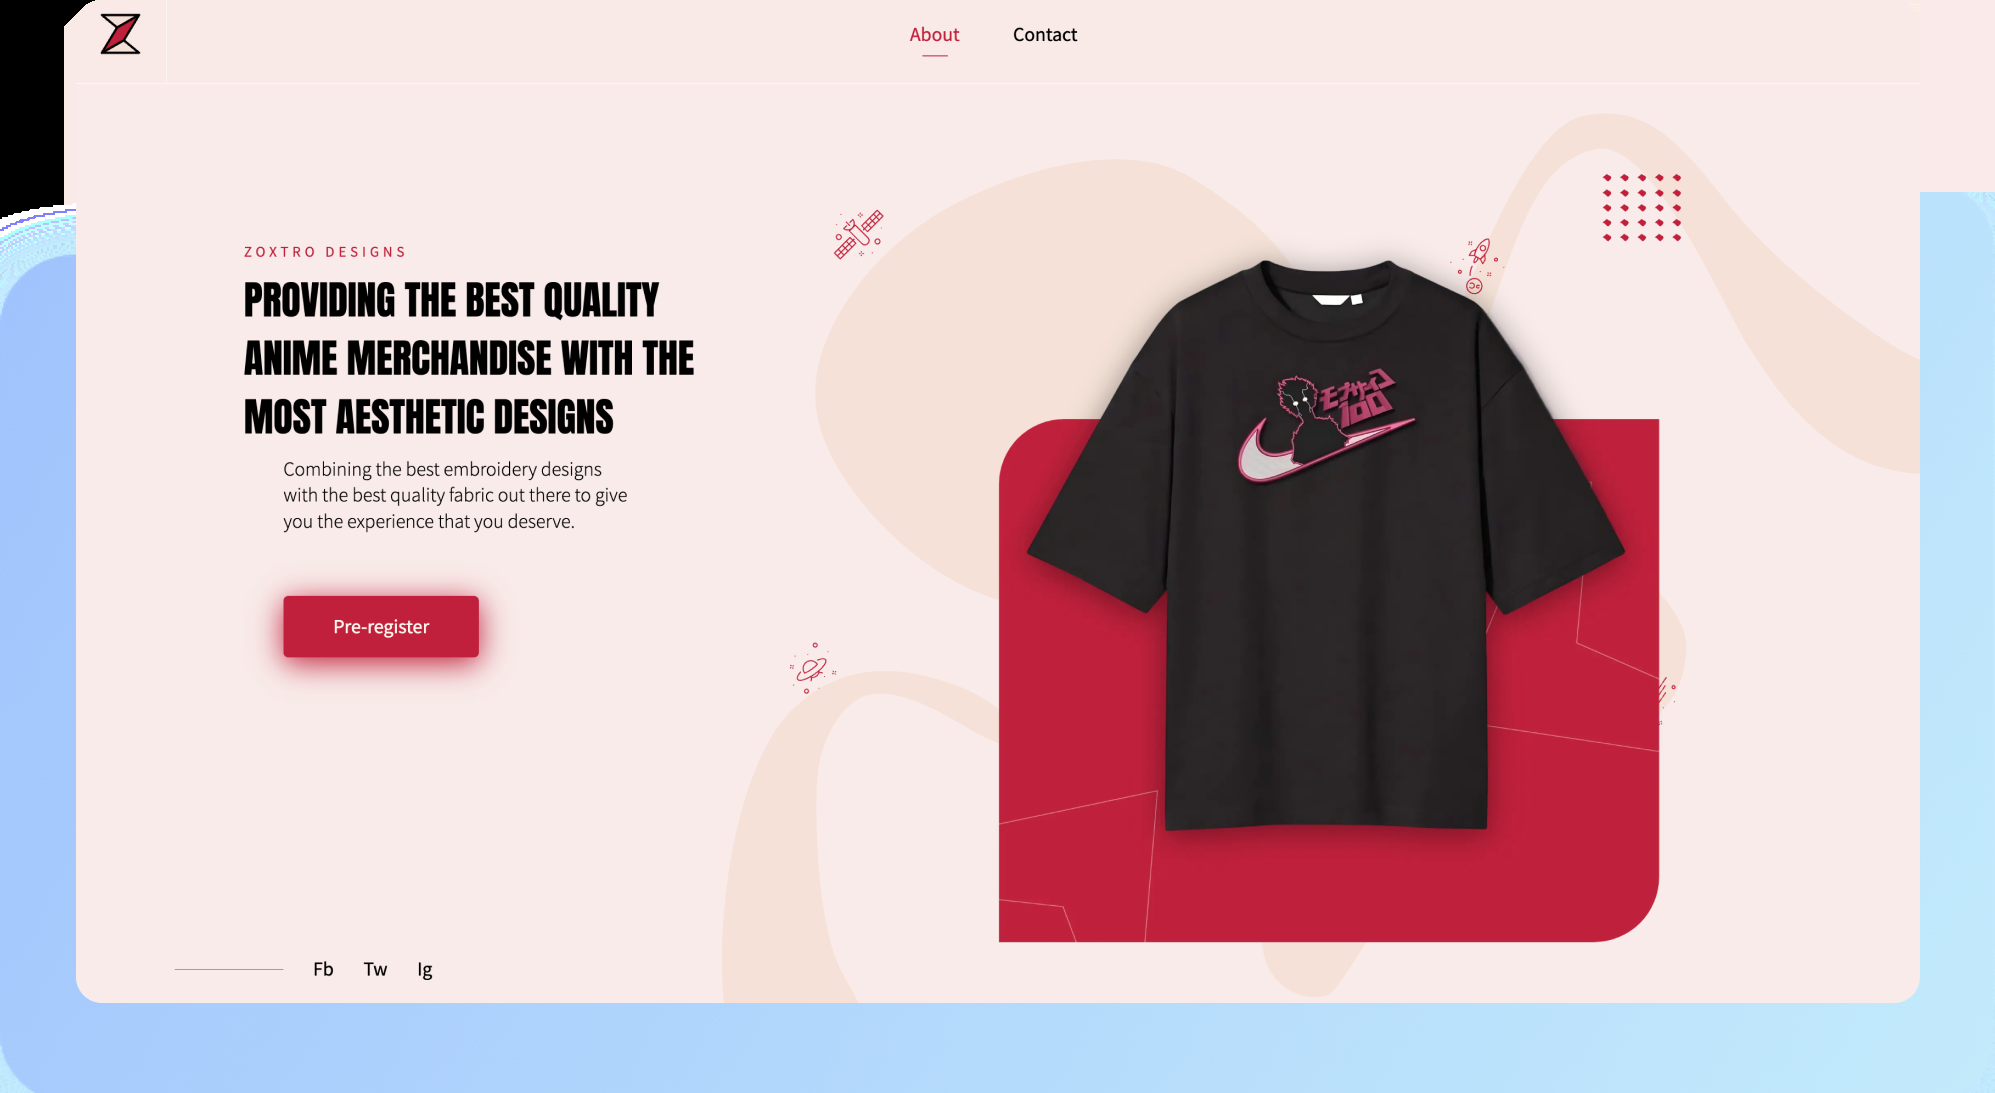 About Contact
ZOXTRO DESIGNS
PROVIDING THE BEST QUALITY
ANIME MERCHANDISE WITH THE
MOST AESTHETIC DESIGNS
Combining the best embroidery designs
with the best quality fabric out there to give
you the experience that you deserve.
Pre-register
モブサイコ
100
Fb Tw Ig